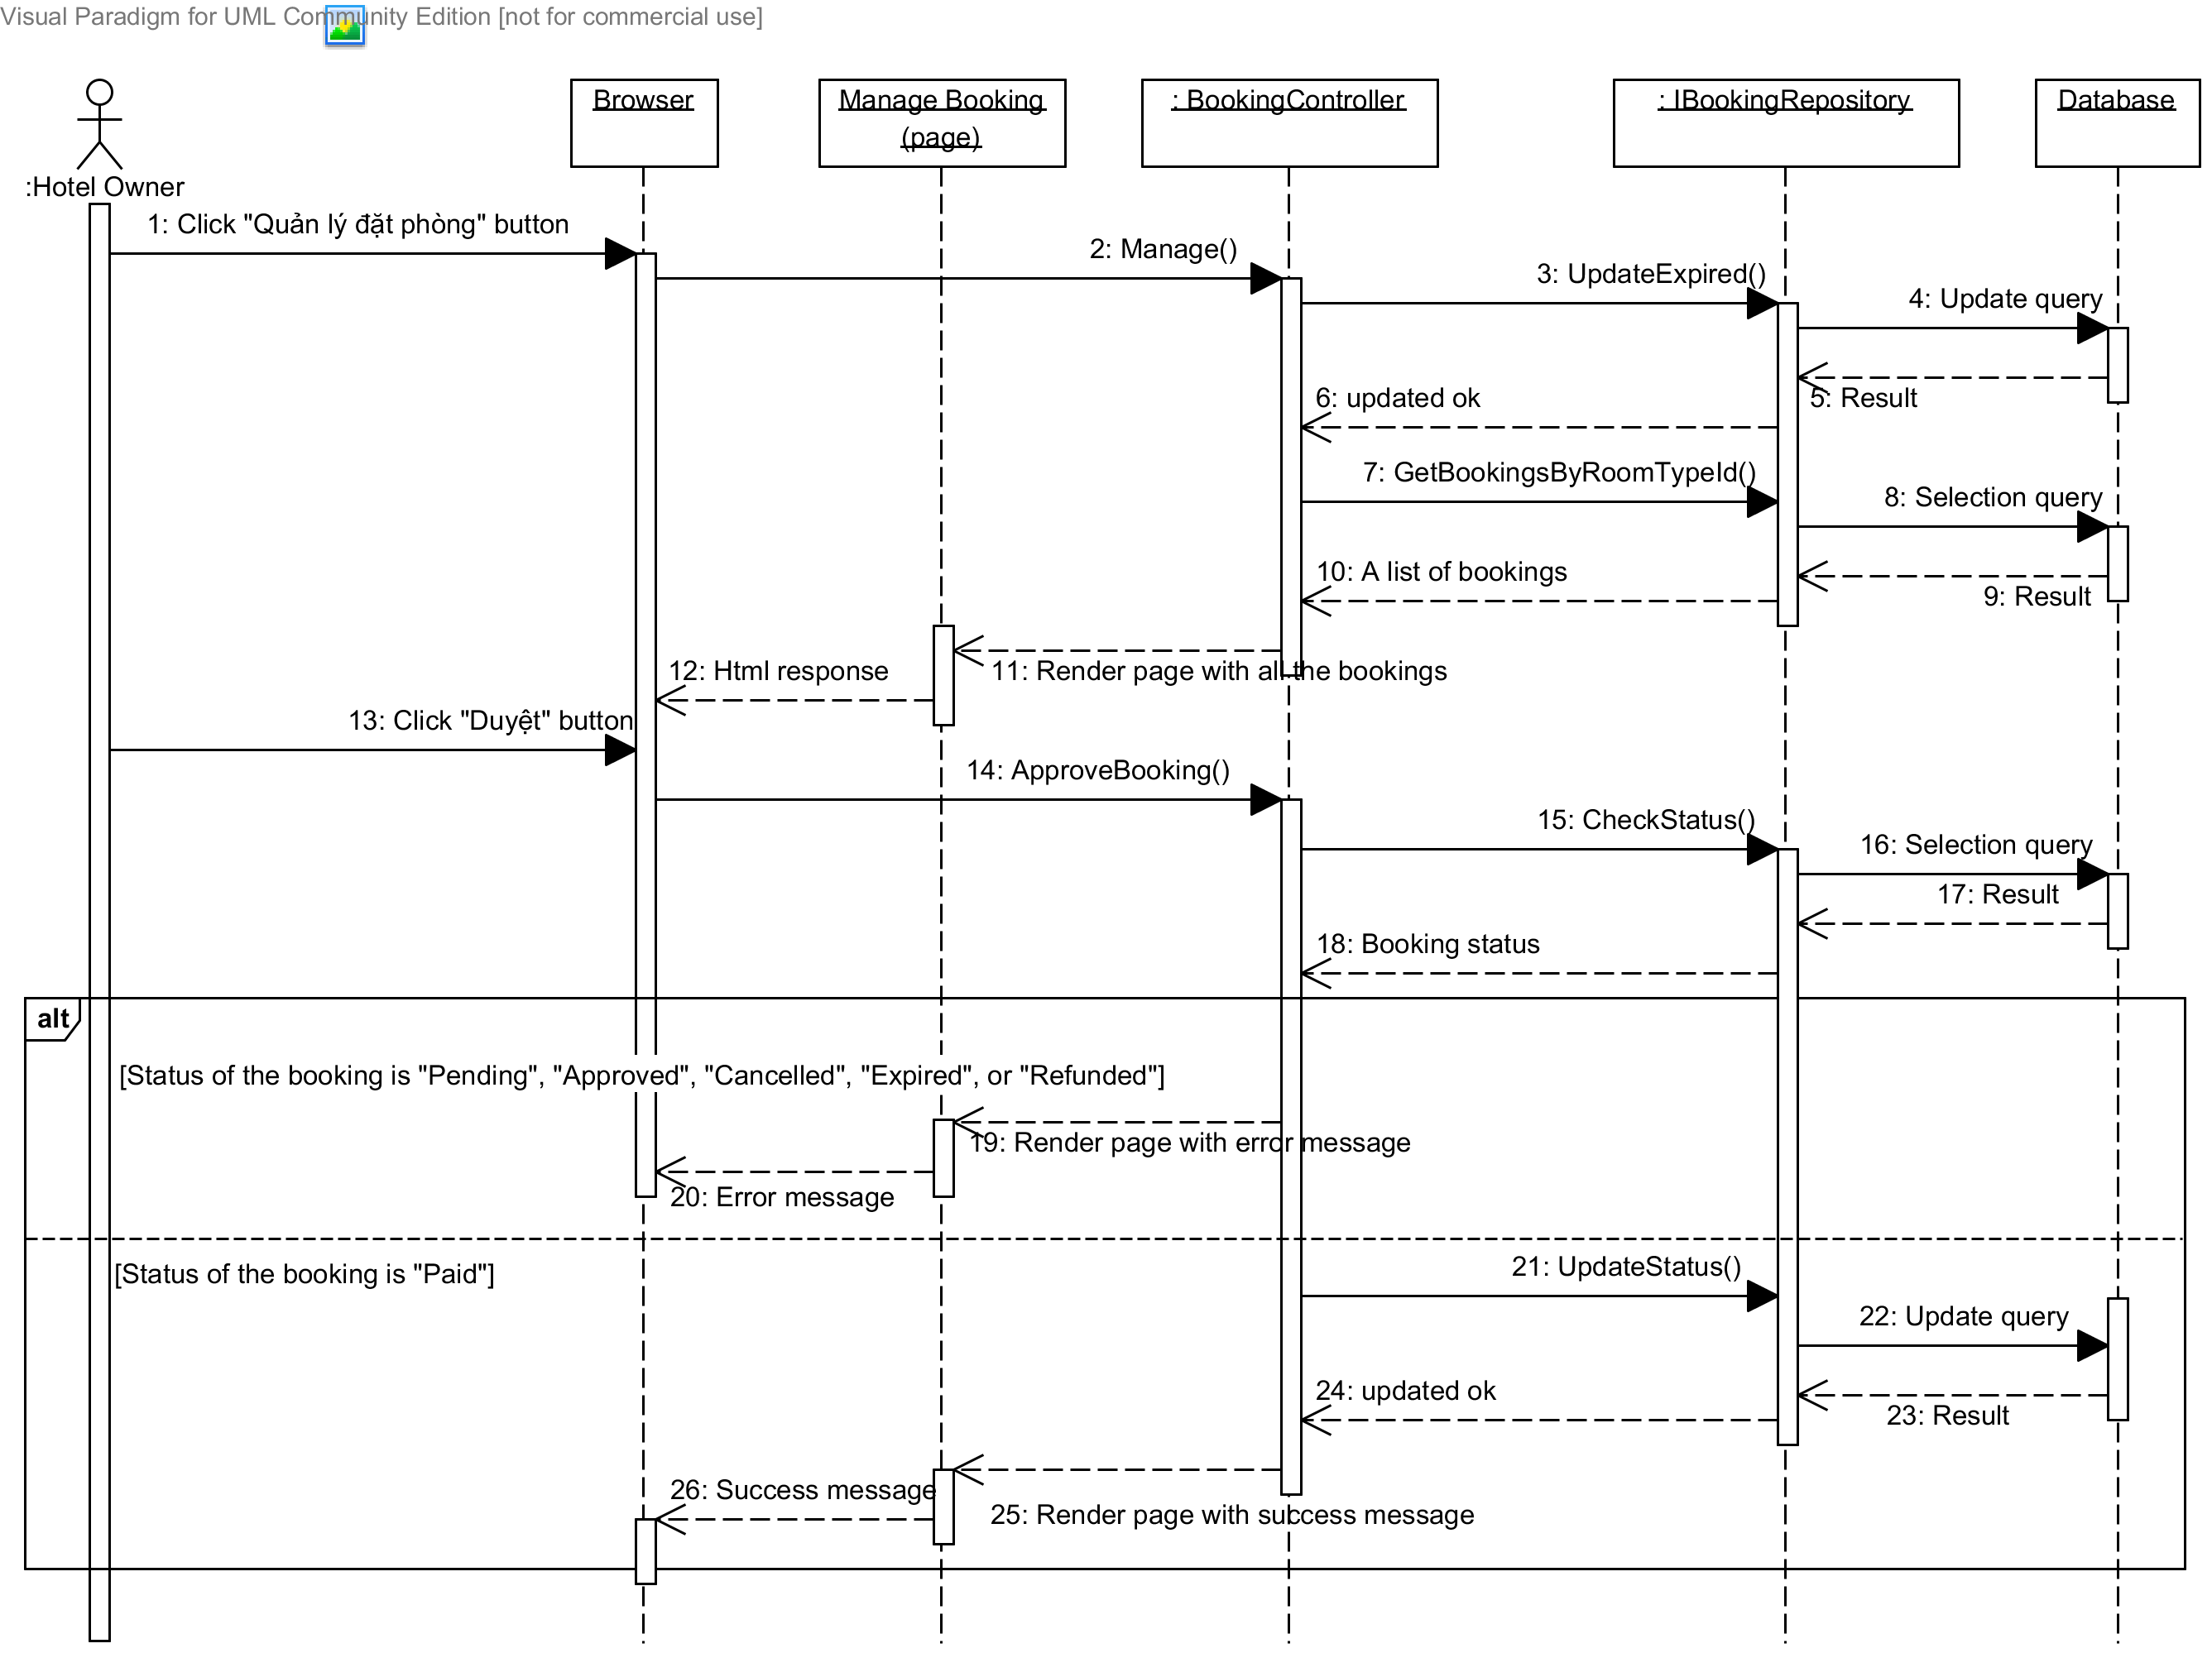 Visual Paradigm for UML Community Edition [not for commercial use]
Browser
Manage Booking
(page)
: BookingController
: IBookingRepository
Database
:Hotel Owner
1: Click "Quản lý đặt phòng" button
2: Manage()
3: UpdateExpired()
4: Update query
5: Result
6: updated ok
7: GetBookingsByRoomTypeId()
8: Selection query
9: Result
10: A list of bookings
11: Render page with all the bookings
12: Html response
13: Click "Duyệt" button
14: ApproveBooking()
15: CheckStatus()
16: Selection query
17: Result
18: Booking status
alt
[Status of the booking is "Pending", "Approved", "Cancelled", "Expired", or "Refunded"]
19: Render page with error message
20: Error message
[Status of the booking is "Paid"]
21: UpdateStatus()
22: Update query
23: Result
24: updated ok
25: Render page with success message
26: Success message